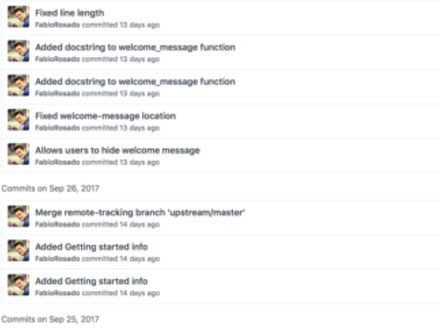 Fixed line length
FabioRosado committed 13 days ago
Added docstring to welcome_message function
FabioRosado committed 13 days ago
Added docstring to welcome_message function
FabioRosado committed 13 days ago
Fixed welcome-message location
FabioRosado committed 13 days ago
Allows users to hide welcome message
FabioRosado committed 13 days ago
Commits on Sep 26, 2017
Merge remote-tracking branch 'upstream/master'
FabioRosado committed 14 days ago
Added Getting started info
FabioRosado committed 14 days ago
Added Getting started info
FabioRosado committed 14 days ago
Commits on Sep 25, 2017